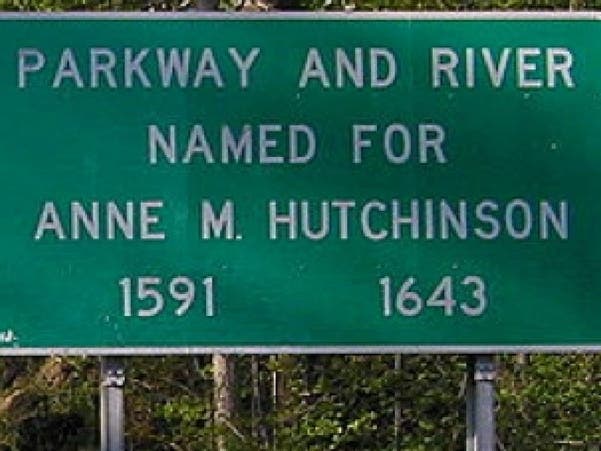 PARKWAY AND RIVER
NAMED FOR
ANNE M. HUTCHINSON
1591 1643